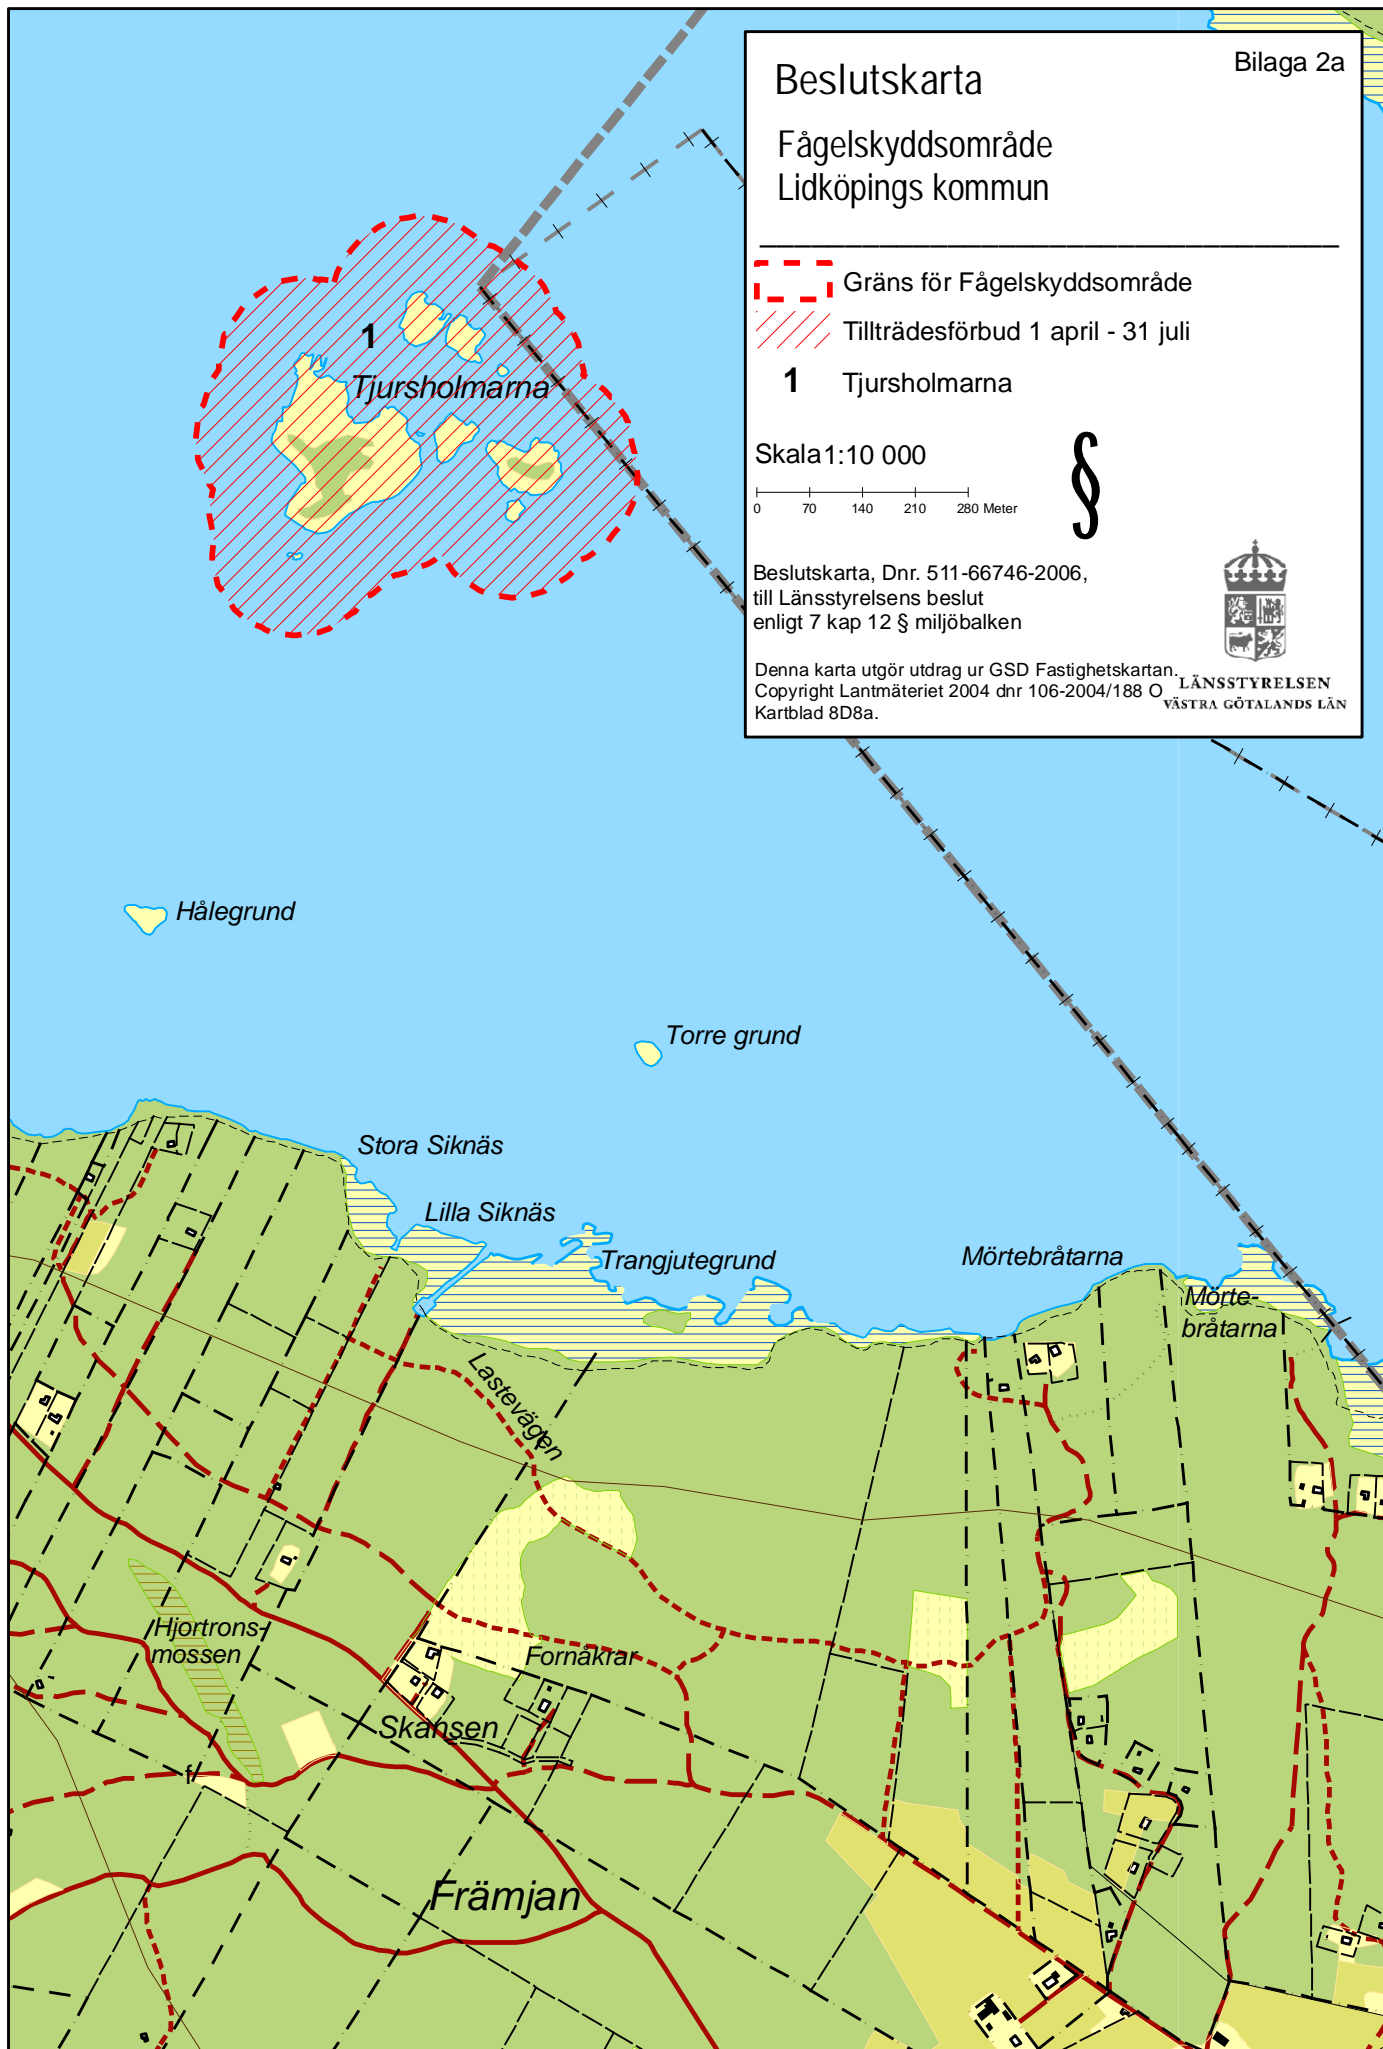 Bilaga 2a
Beslutskarta
Fågelskyddsområde
Lidköpings kommun
Gräns för Fågelskyddsområde
Tillträdesförbud 1 april - 31 juli
1 Tjursholmarna
Skala 1:10 000
§
0 70 140 210 280 Meter
Beslutskarta, Dnr. 511-66746-2006,
till Länsstyrelsens beslut
enligt 7 kap 12 § miljöbalken
Denna karta utgör utdrag ur GSD Fastighetskartan.
Copyright Lantmäteriet 2004 dnr 106-2004/188 O
Kartblad 8D8a.
LÄNSSTYRELSEN
VÄSTRA GÖTALANDS LÄN
1
Tjursholmarna
Hålegrund
Torre grund
Stora Siknäs
Lilla Siknäs
Trangjutegrund
Mörtebråtarna
Mörte-
bråtarna
Lastevägen
Hjortrons-
mossen
Fornåkrar
Skansen
f
Främjan